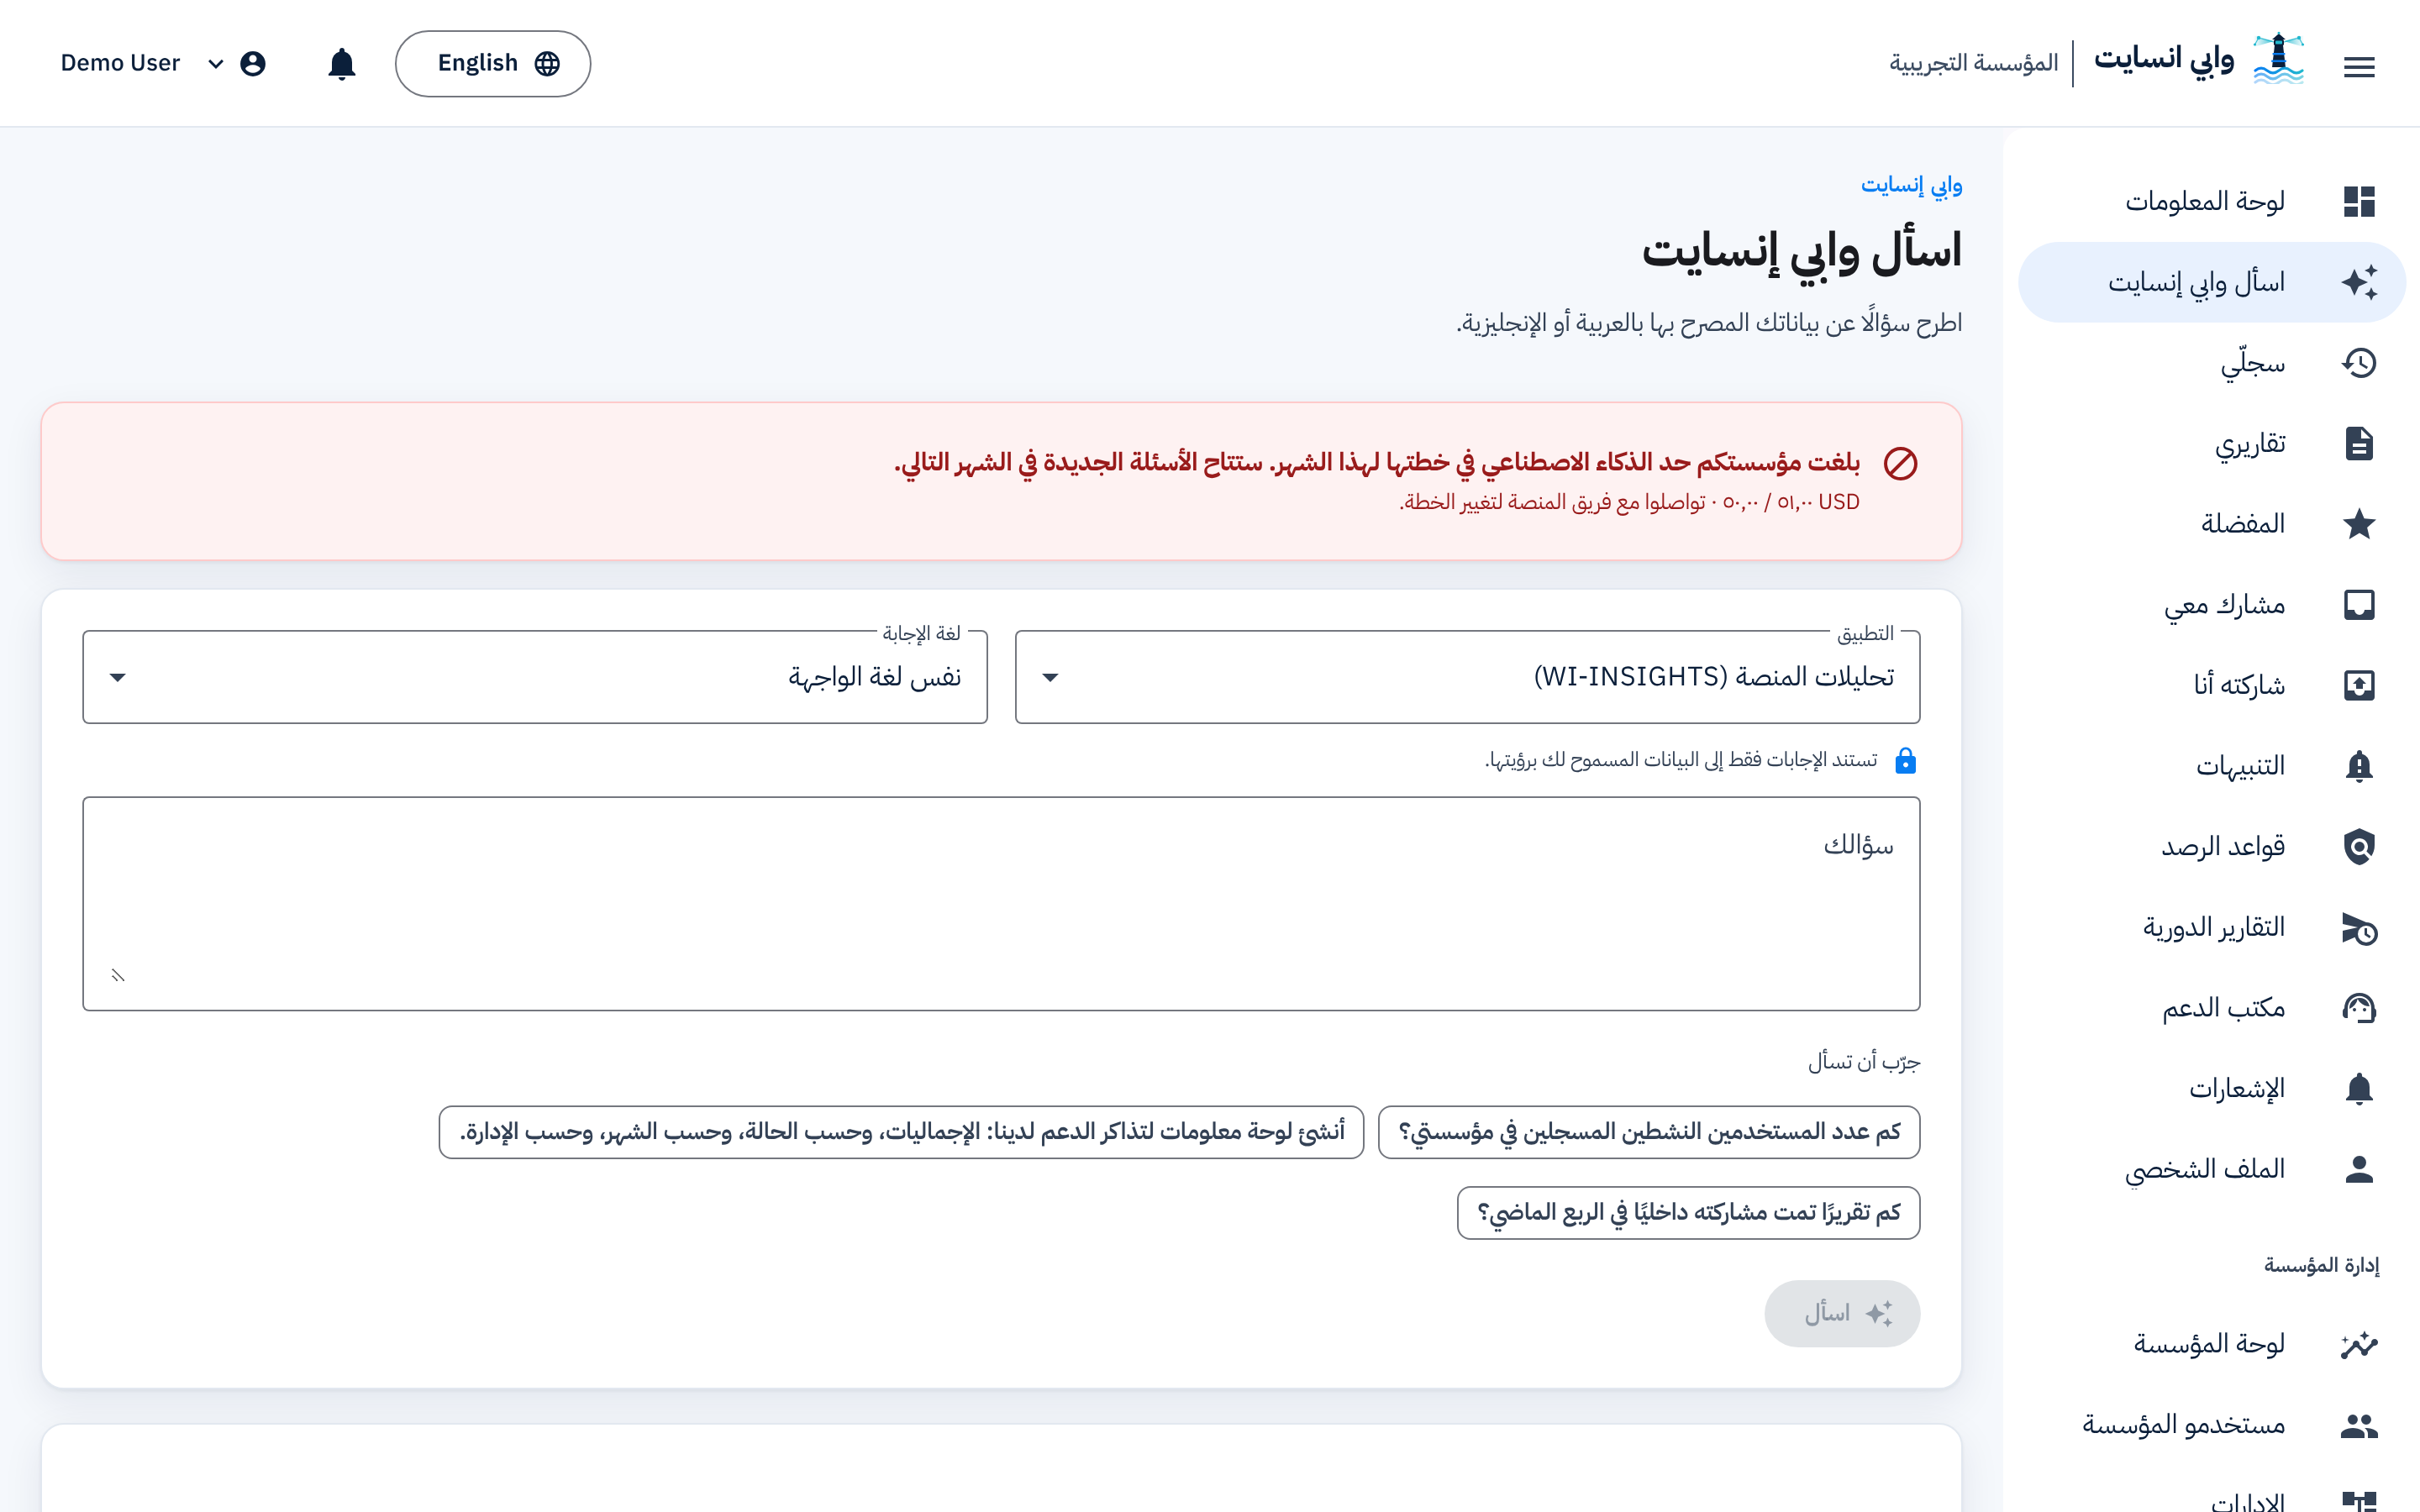 وابي انسايت
المؤسسة التجريبية
English
Demo User
لوحة المعلومات
اسأل وابي إنسايت
سجلّي
تقاريري
المفضلة
مشارك معي
شاركته أنا
التنبيهات
قواعد الرصد
التقارير الدورية
مكتب الدعم
الإشعارات
الملف الشخصي
إدارة المؤسسة
لوحة المؤسسة
مستخدمو المؤسسة
الإدارات
وابي إنسايت
اسأل وابي إنسايت
اطرح سؤالًا عن بياناتك المصرح بها بالعربية أو الإنجليزية.
بلغت مؤسستكم حد الذكاء الاصطناعي في خطتها لهذا الشهر. ستتاح الأسئلة الجديدة في الشهر التالي.
USD ٥١,٠٠ / ٥٠,٠٠ · تواصلوا مع فريق المنصة لتغيير الخطة.
التطبيق
تحليلات المنصة (WI-INSIGHTS)
لغة الإجابة
نفس لغة الواجهة
تستند الإجابات فقط إلى البيانات المسموح لك برؤيتها.
سؤالك
جرّب أن تسأل
كم عدد المستخدمين النشطين المسجلين في مؤسستي؟
أنشئ لوحة معلومات لتذاكر الدعم لدينا: الإجماليات، وحسب الحالة، وحسب الشهر، وحسب الإدارة.
كم تقريرًا تمت مشاركته داخليًا في الربع الماضي؟
اسأل